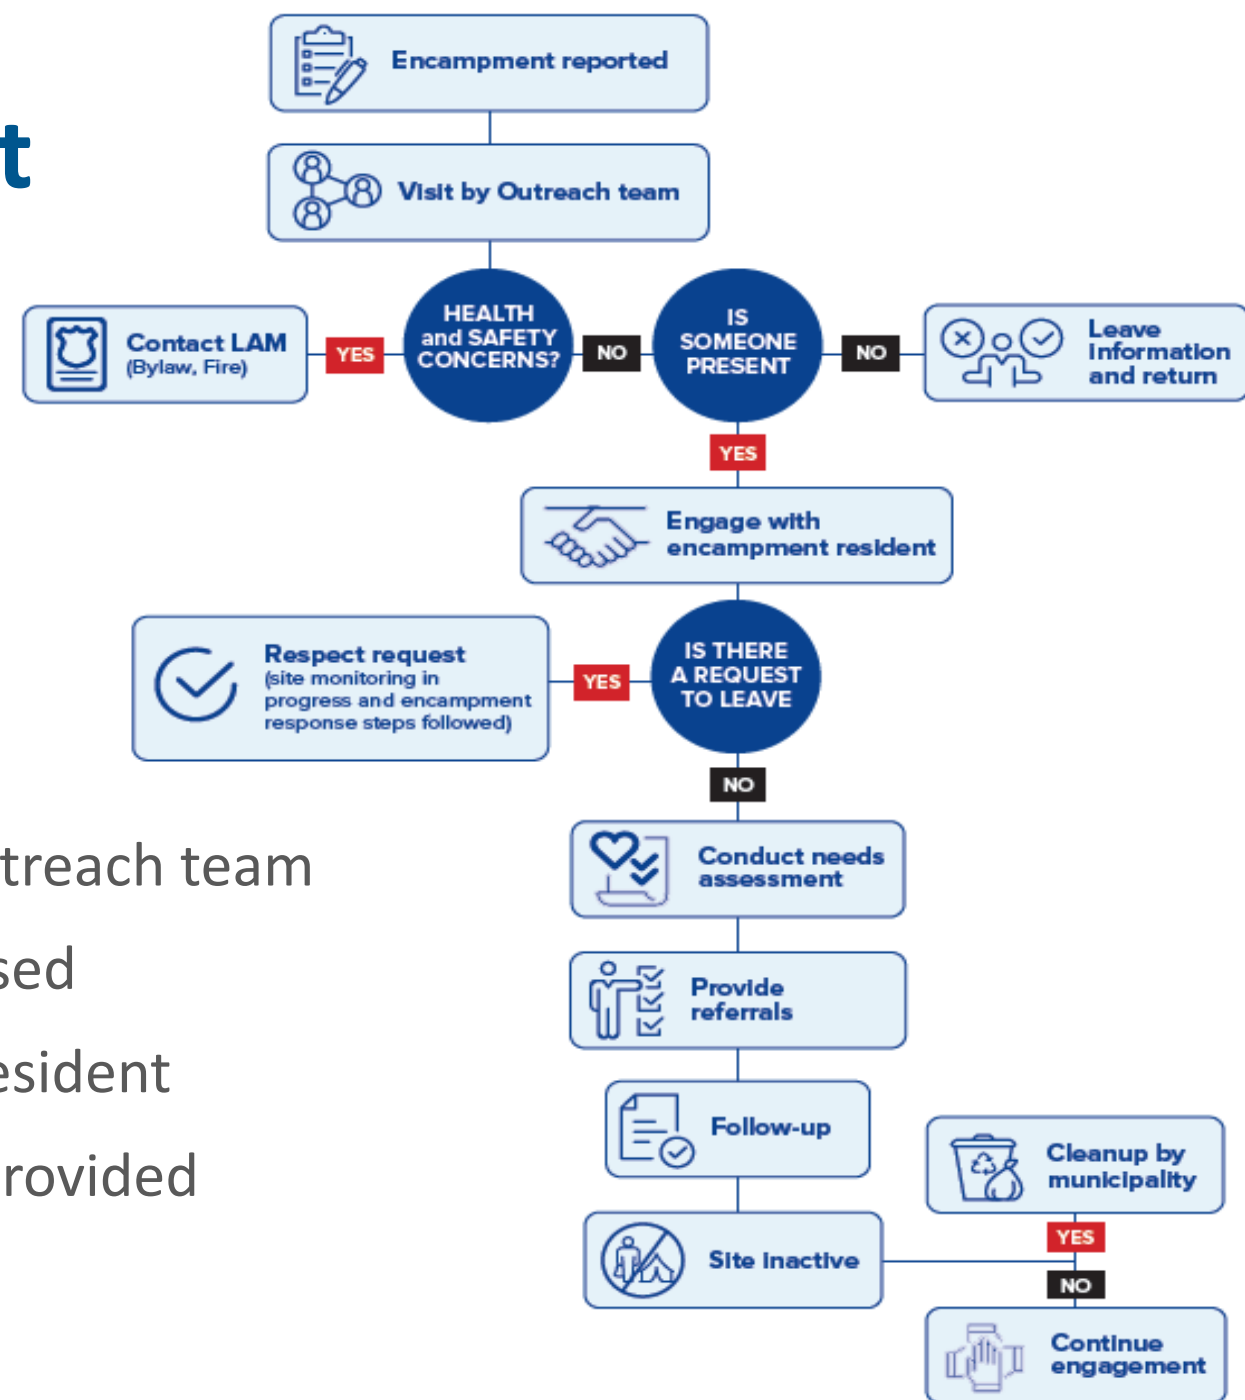 t
Encampment reported
Visit by Outreach team
HEALTH
and SAFETY
CONCERNS?
IS
SOMEONE
PRESENT
Contact LAM
(Bylaw, Fire)
YES
NO
NO
Leave
information
and return
YES
Engage with
encampment resident
IS THERE
A REQUEST
TO LEAVE
YES
Respect request
(site monitoring in
progress and encampment
response steps followed)
NO
Conduct needs
assessment
treach team
sed
esident
rovided
Provide
referrals
Follow-up
Site inactive
Cleanup by
municipality
YES
NO
Continue
engagement